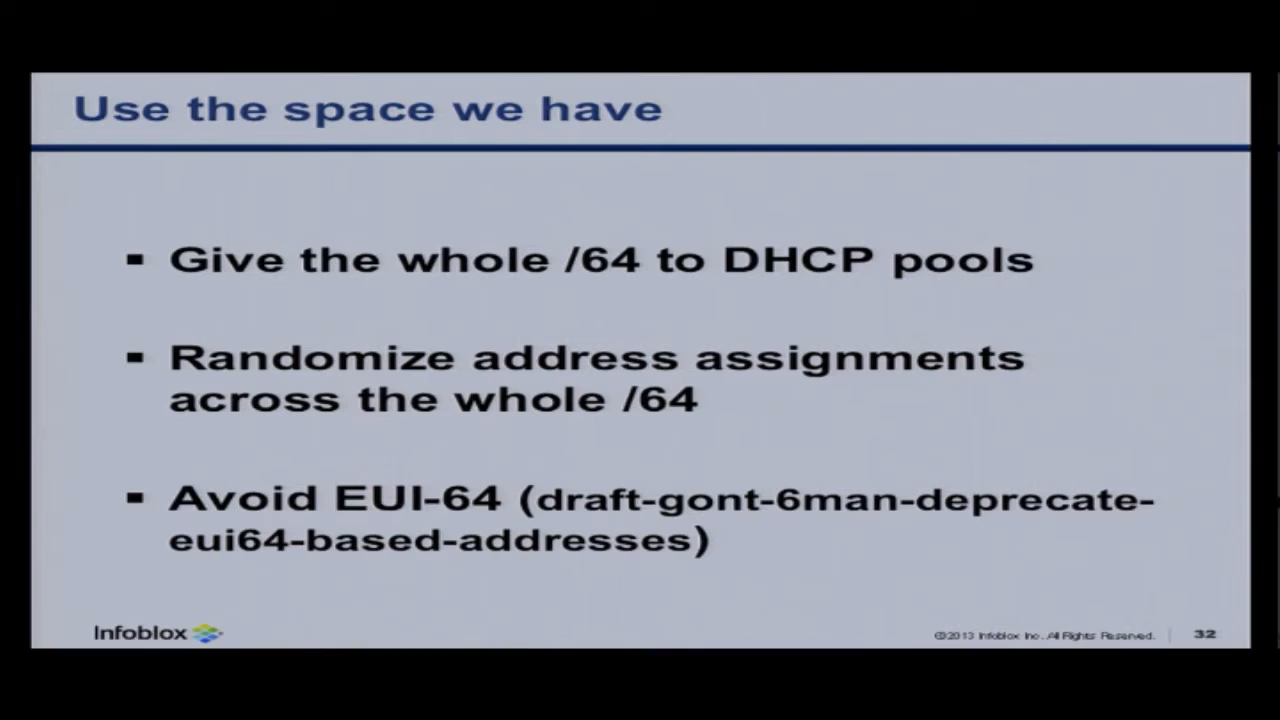 Use the space we have
▪ Give the whole /64 to DHCP pools
▪ Randomize address assignments
across the whole /64
▪ Avoid EUI-64 (draft-gont-6man-deprecate-
eui64-based-addresses)
Infoblox
©2013 Infoblox Inc. All Rights Reserved. | 32